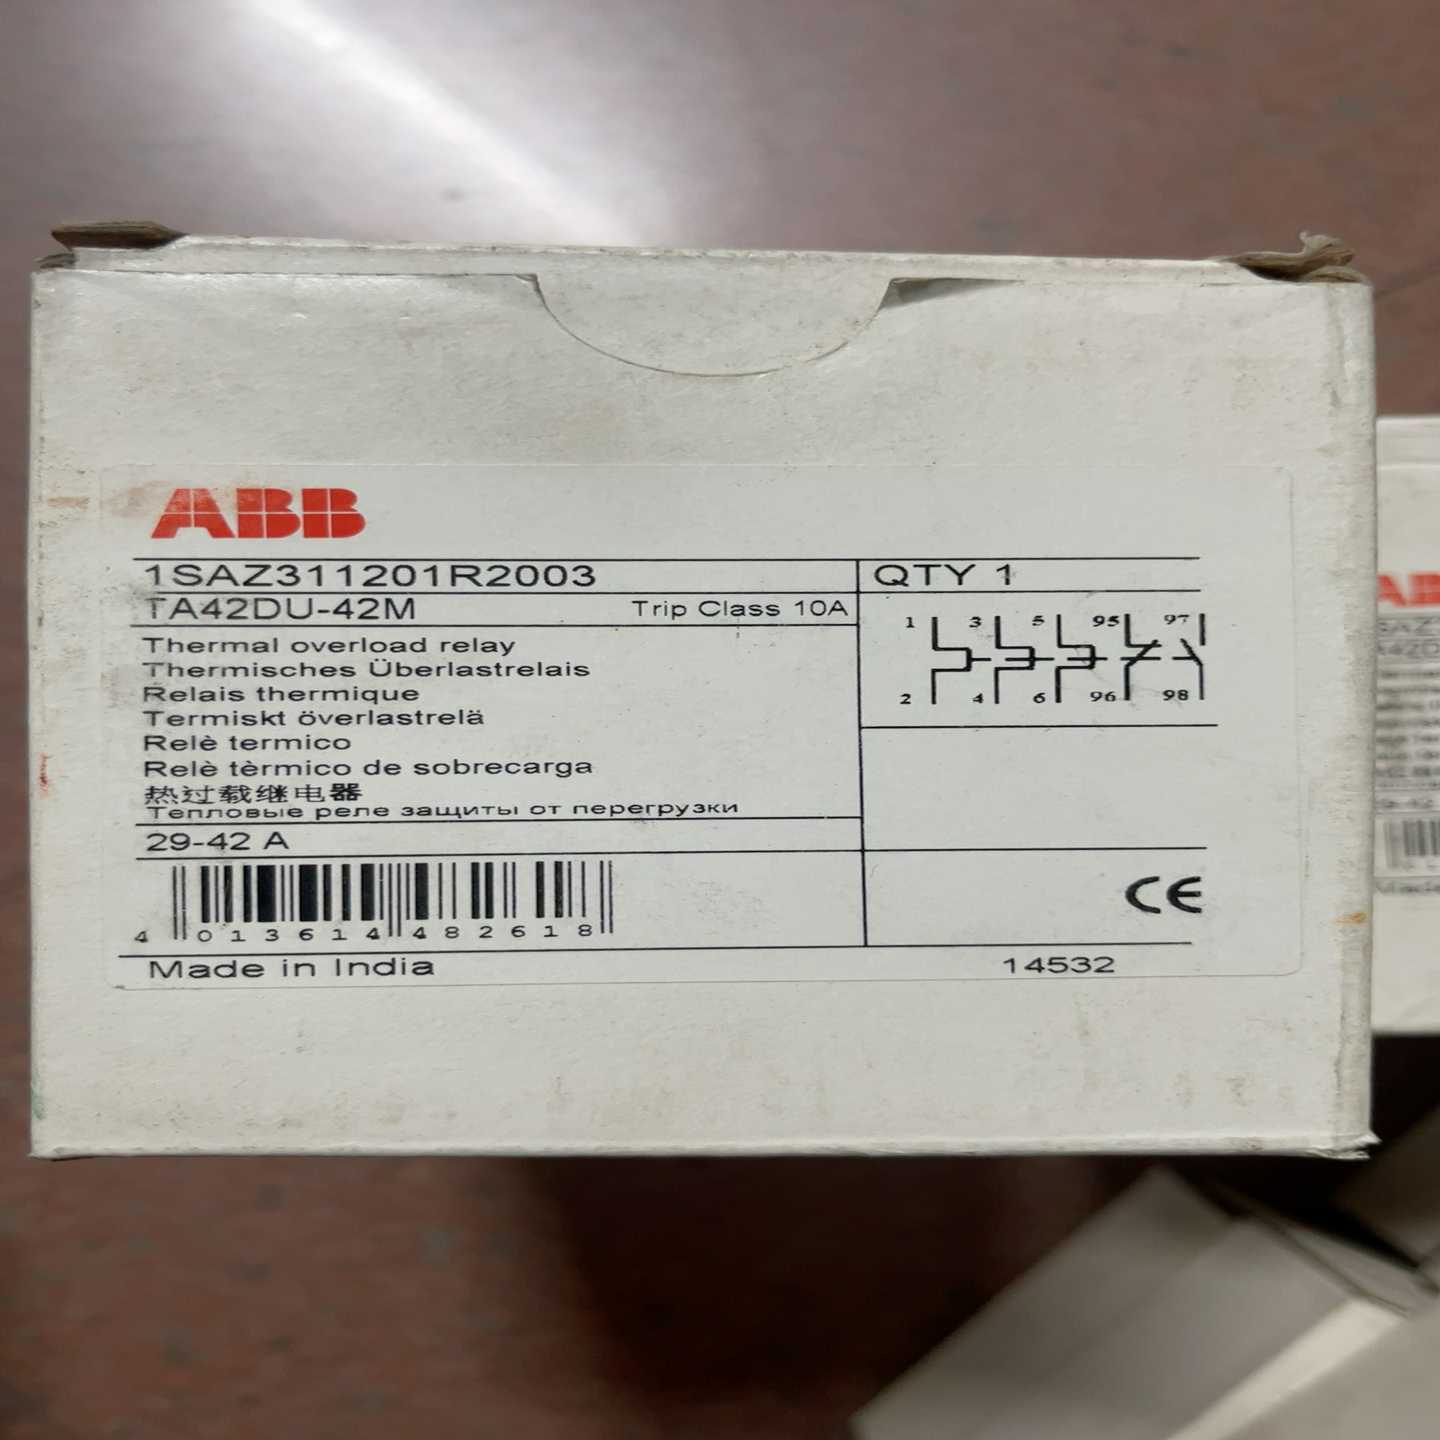 ABB
1SAZ311201R2003 QTY 1
TA42DU-42M Trip Class 10A
1 3 5 95 97
Thermal overload relay
Thermisches Überlastrelais
Relais thermique
2 4 6 96 98
Termiskt överlastrelä
Relè termico
Relè tèrmico de sobrecarga
热过载继电器
Тепловые реле защиты от перегрузки
29-42 A
CE
4 013614 482618
Made in India 14532